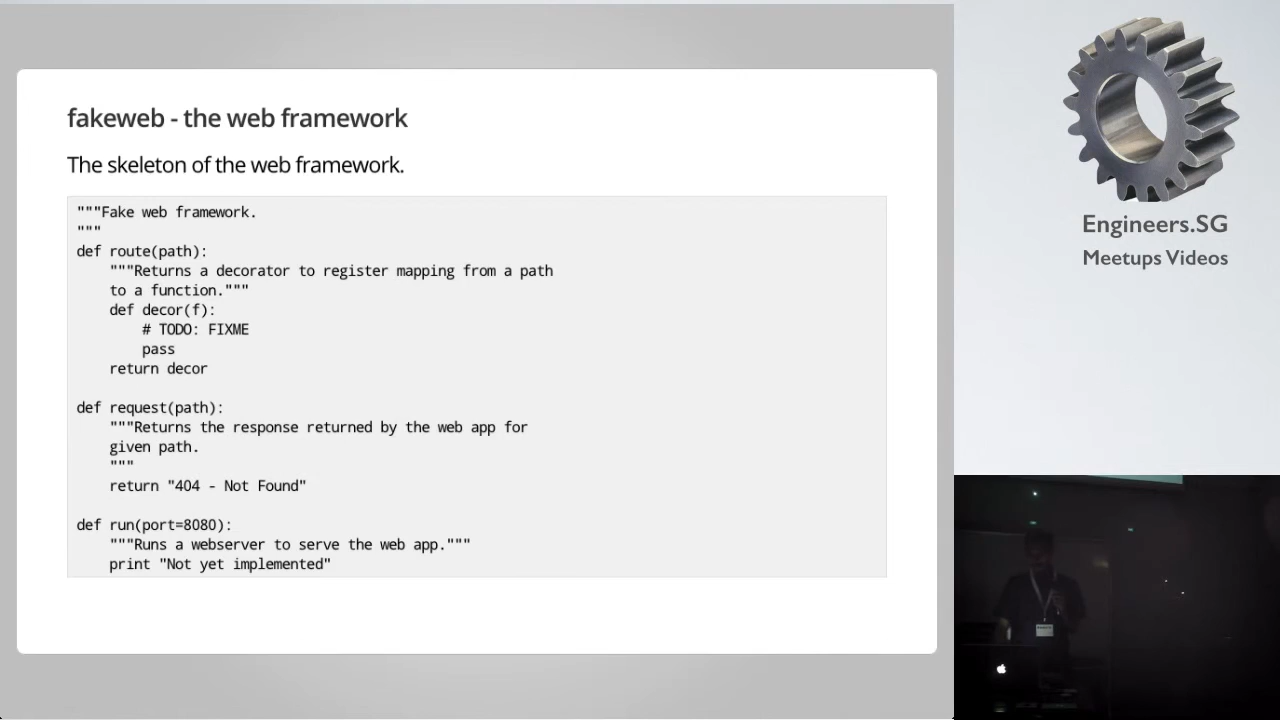 fakeweb - the web framework
The skeleton of the web framework.
"""Fake web framework.
"""
def route(path):
    """Returns a decorator to register mapping from a path
    to a function."""
    def decor(f):
        # TODO: FIXME
        pass
    return decor

def request(path):
    """Returns the response returned by the web app for
    given path.
    """
    return "404 - Not Found"

def run(port=8080):
    """Runs a webserver to serve the web app."""
    print "Not yet implemented"
Engineers.SG
Meetups Videos